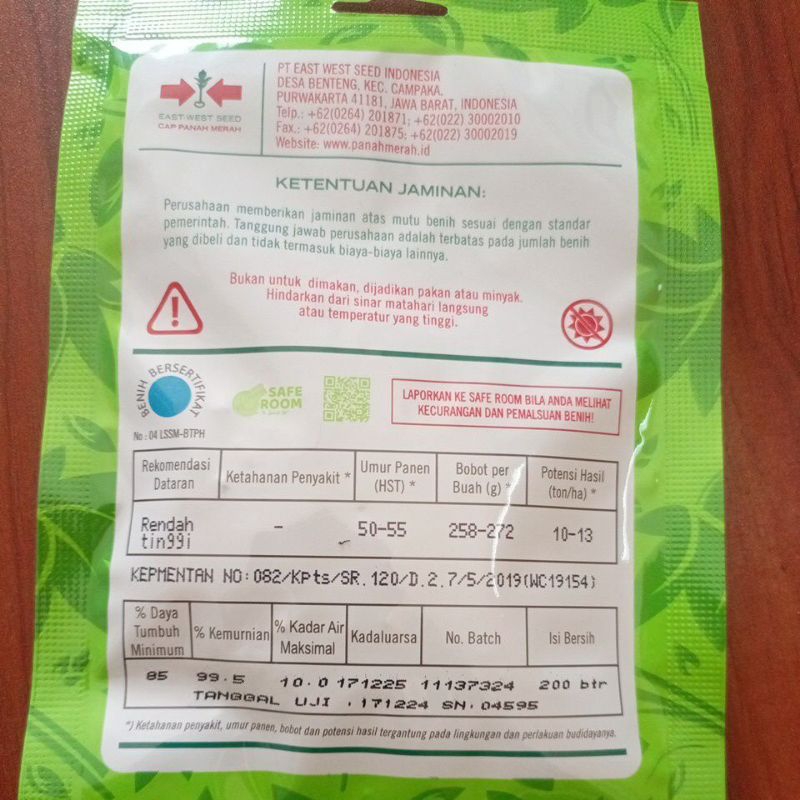 EAST WEST SEED
CAP PANAH MERAH
PT EAST WEST SEED INDONESIA
DESA BENTENG, KEC. CAMPAKA.
PURWAKARTA 41181, JAWA BARAT, INDONESIA
Telp.: +62(0264) 201871; +62(022) 30002010
Fax.: +62(0264) 201875; +62(022) 30002019
Website: www.panahmerah.id
KETENTUAN JAMINAN:
Perusahaan memberikan jaminan atas mutu benih sesuai dengan standar
pemerintah. Tanggung jawab perusahaan adalah terbatas pada jumlah benih
yang dibeli dan tidak termasuk biaya-biaya lainnya.
Bukan untuk dimakan, dijadikan pakan atau minyak.
Hindarkan dari sinar matahari langsung
atau temperatur yang tinggi.
BENIH BERSERTIFIKAT
No : 04 LSSM-BTPH
SAFE
ROOM
LAPORKAN KE SAFE ROOM BILA ANDA MELIHAT
KECURANGAN DAN PEMALSUAN BENIH!
Rekomendasi Dataran Ketahanan Penyakit * Umur Panen (HST) * Bobot per Buah (g) * Potensi Hasil (ton/ha) *
Rendah - 50-55 258-272 10-13
tinggi
KEPMENTAN NO:082/Kpts/SR.120/D.2.7/5/2019(WC19154)
% Daya Tumbuh Minimum % Kemurnian % Kadar Air Maksimal Kadaluarsa No. Batch Isi Bersih
85 99.5 10.0 171225 11137324 200 btr
TANGGAL UJI . 171224 SN. 04595
*) Ketahanan penyakit, umur panen, bobot dan potensi hasil tergantung pada lingkungan dan perlakuan budidayanya.